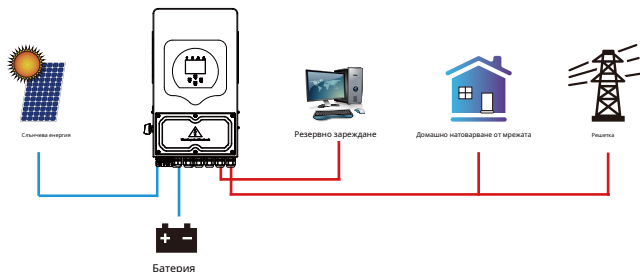 Слънчева енергия
Резервно зареждане
Домашно натоварване от мрежата
Решетка
Батерия